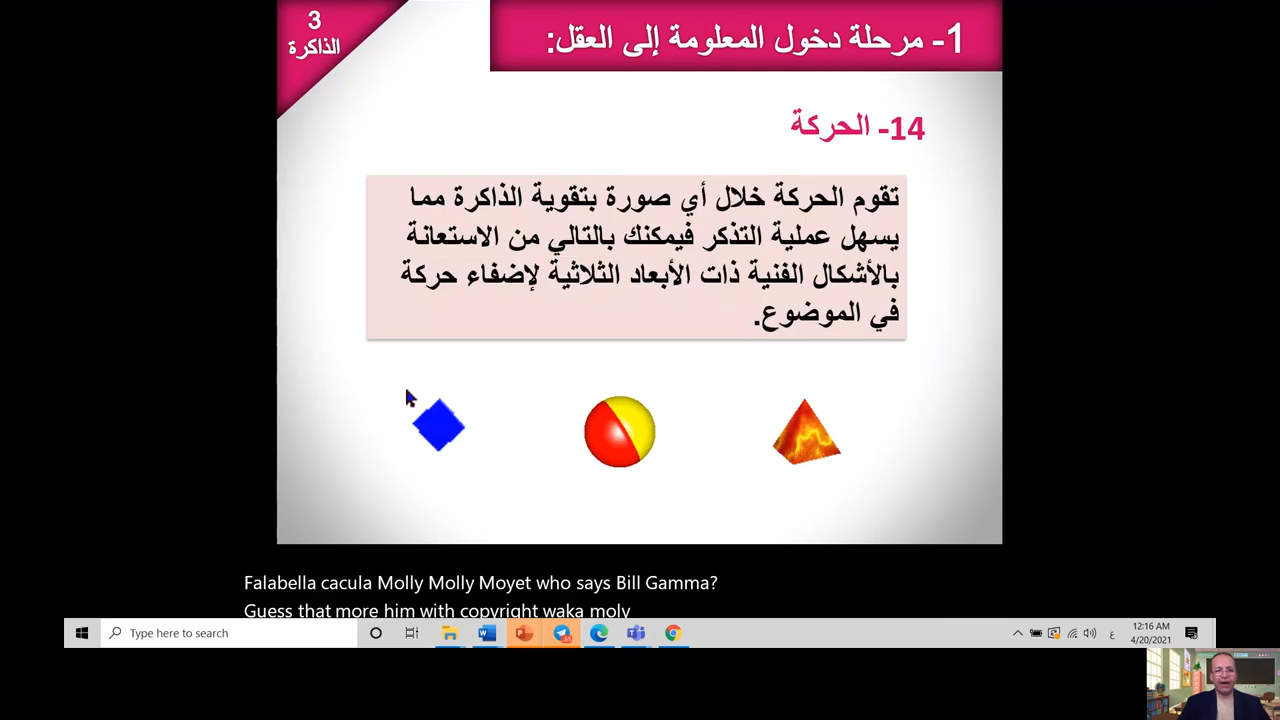 3
الذاكرة
1- مرحلة دخول المعلومة إلى العقل:
14- الحركة
تقوم الحركة خلال أي صورة بتقوية الذاكرة مما
يسهل عملية التذكر فيمكنك بالتالي من الاستعانة
بالأشكال الفنية ذات الأبعاد الثلاثية لإضفاء حركة
في الموضوع.
Falabella cacula Molly Molly Moyet who says Bill Gamma?
Guess that more him with copyright waka moly
Type here to search
ع
12:16 AM
4/20/2021